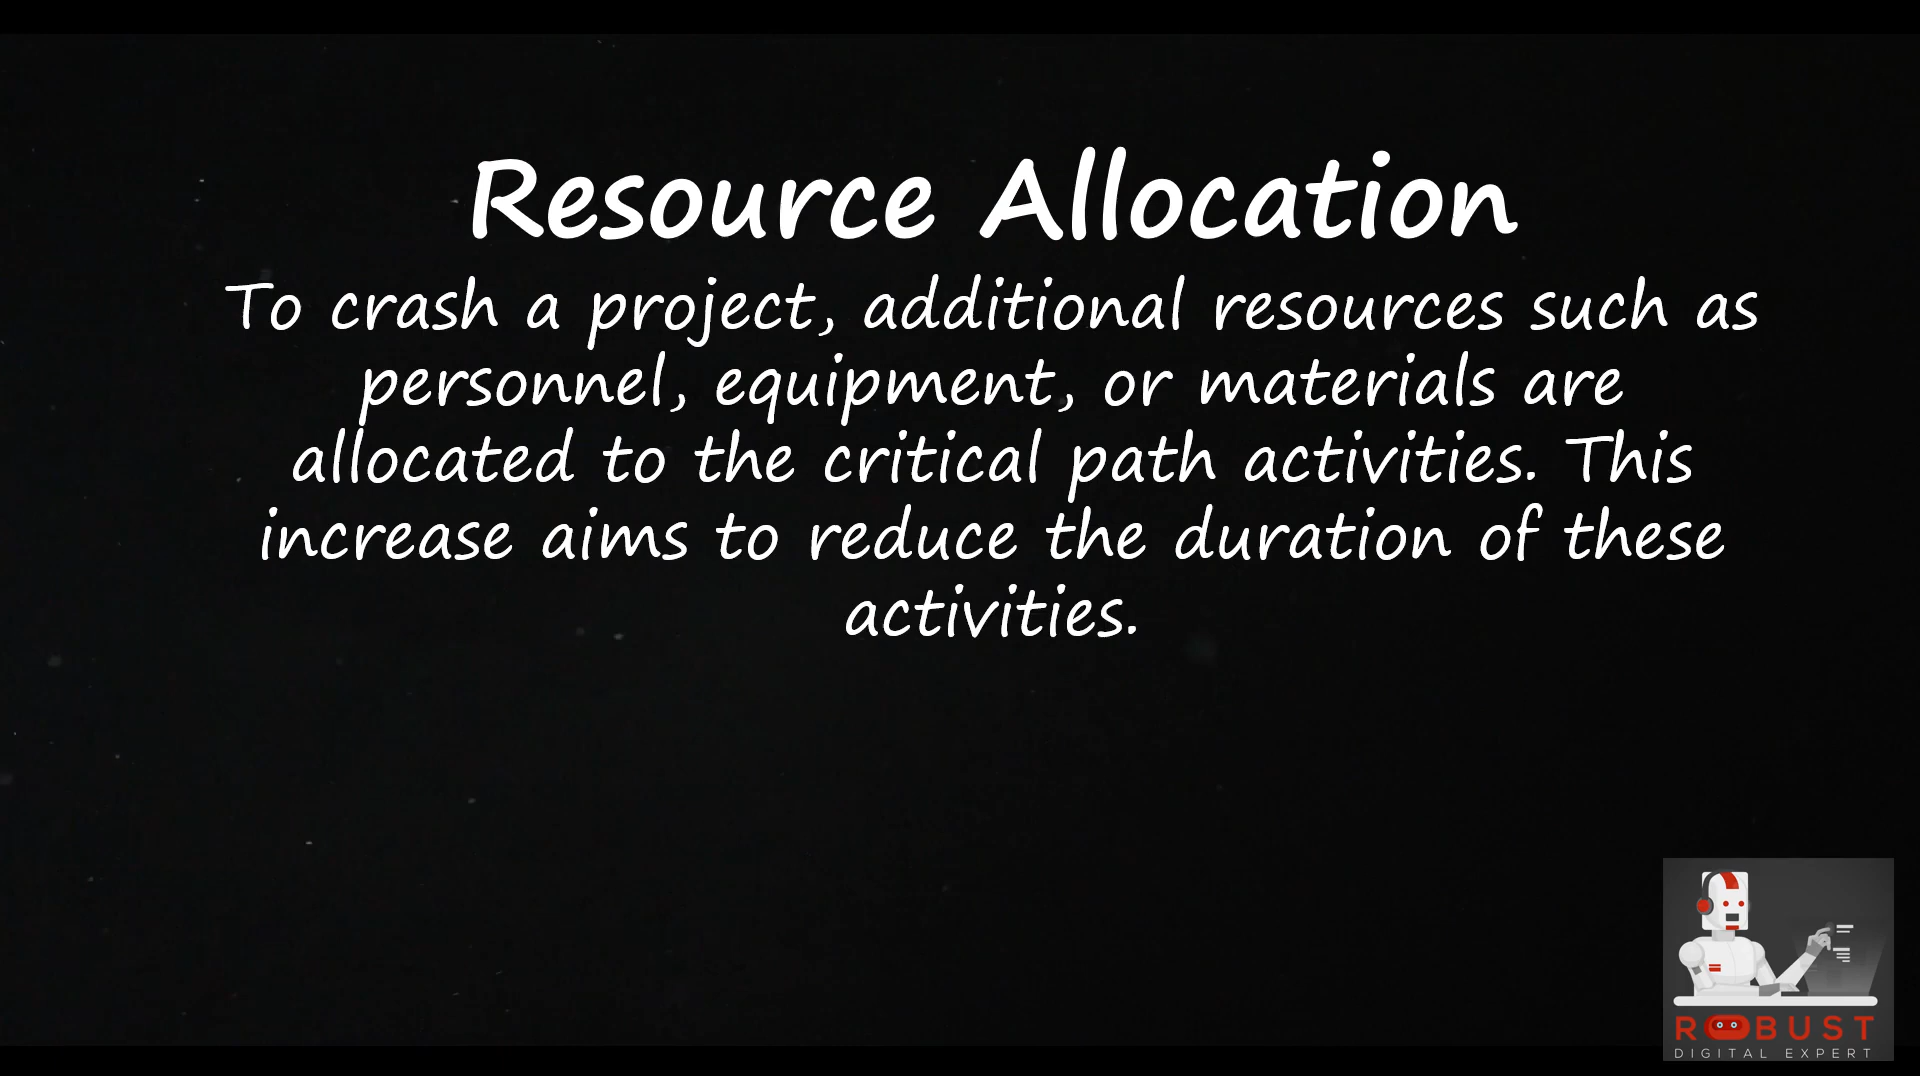 Resource Allocation
To crash a project, additional resources such as
personnel, equipment, or materials are
allocated to the critical path activities. This
increase aims to reduce the duration of these
activities.
ROBUST
DIGITAL EXPERT